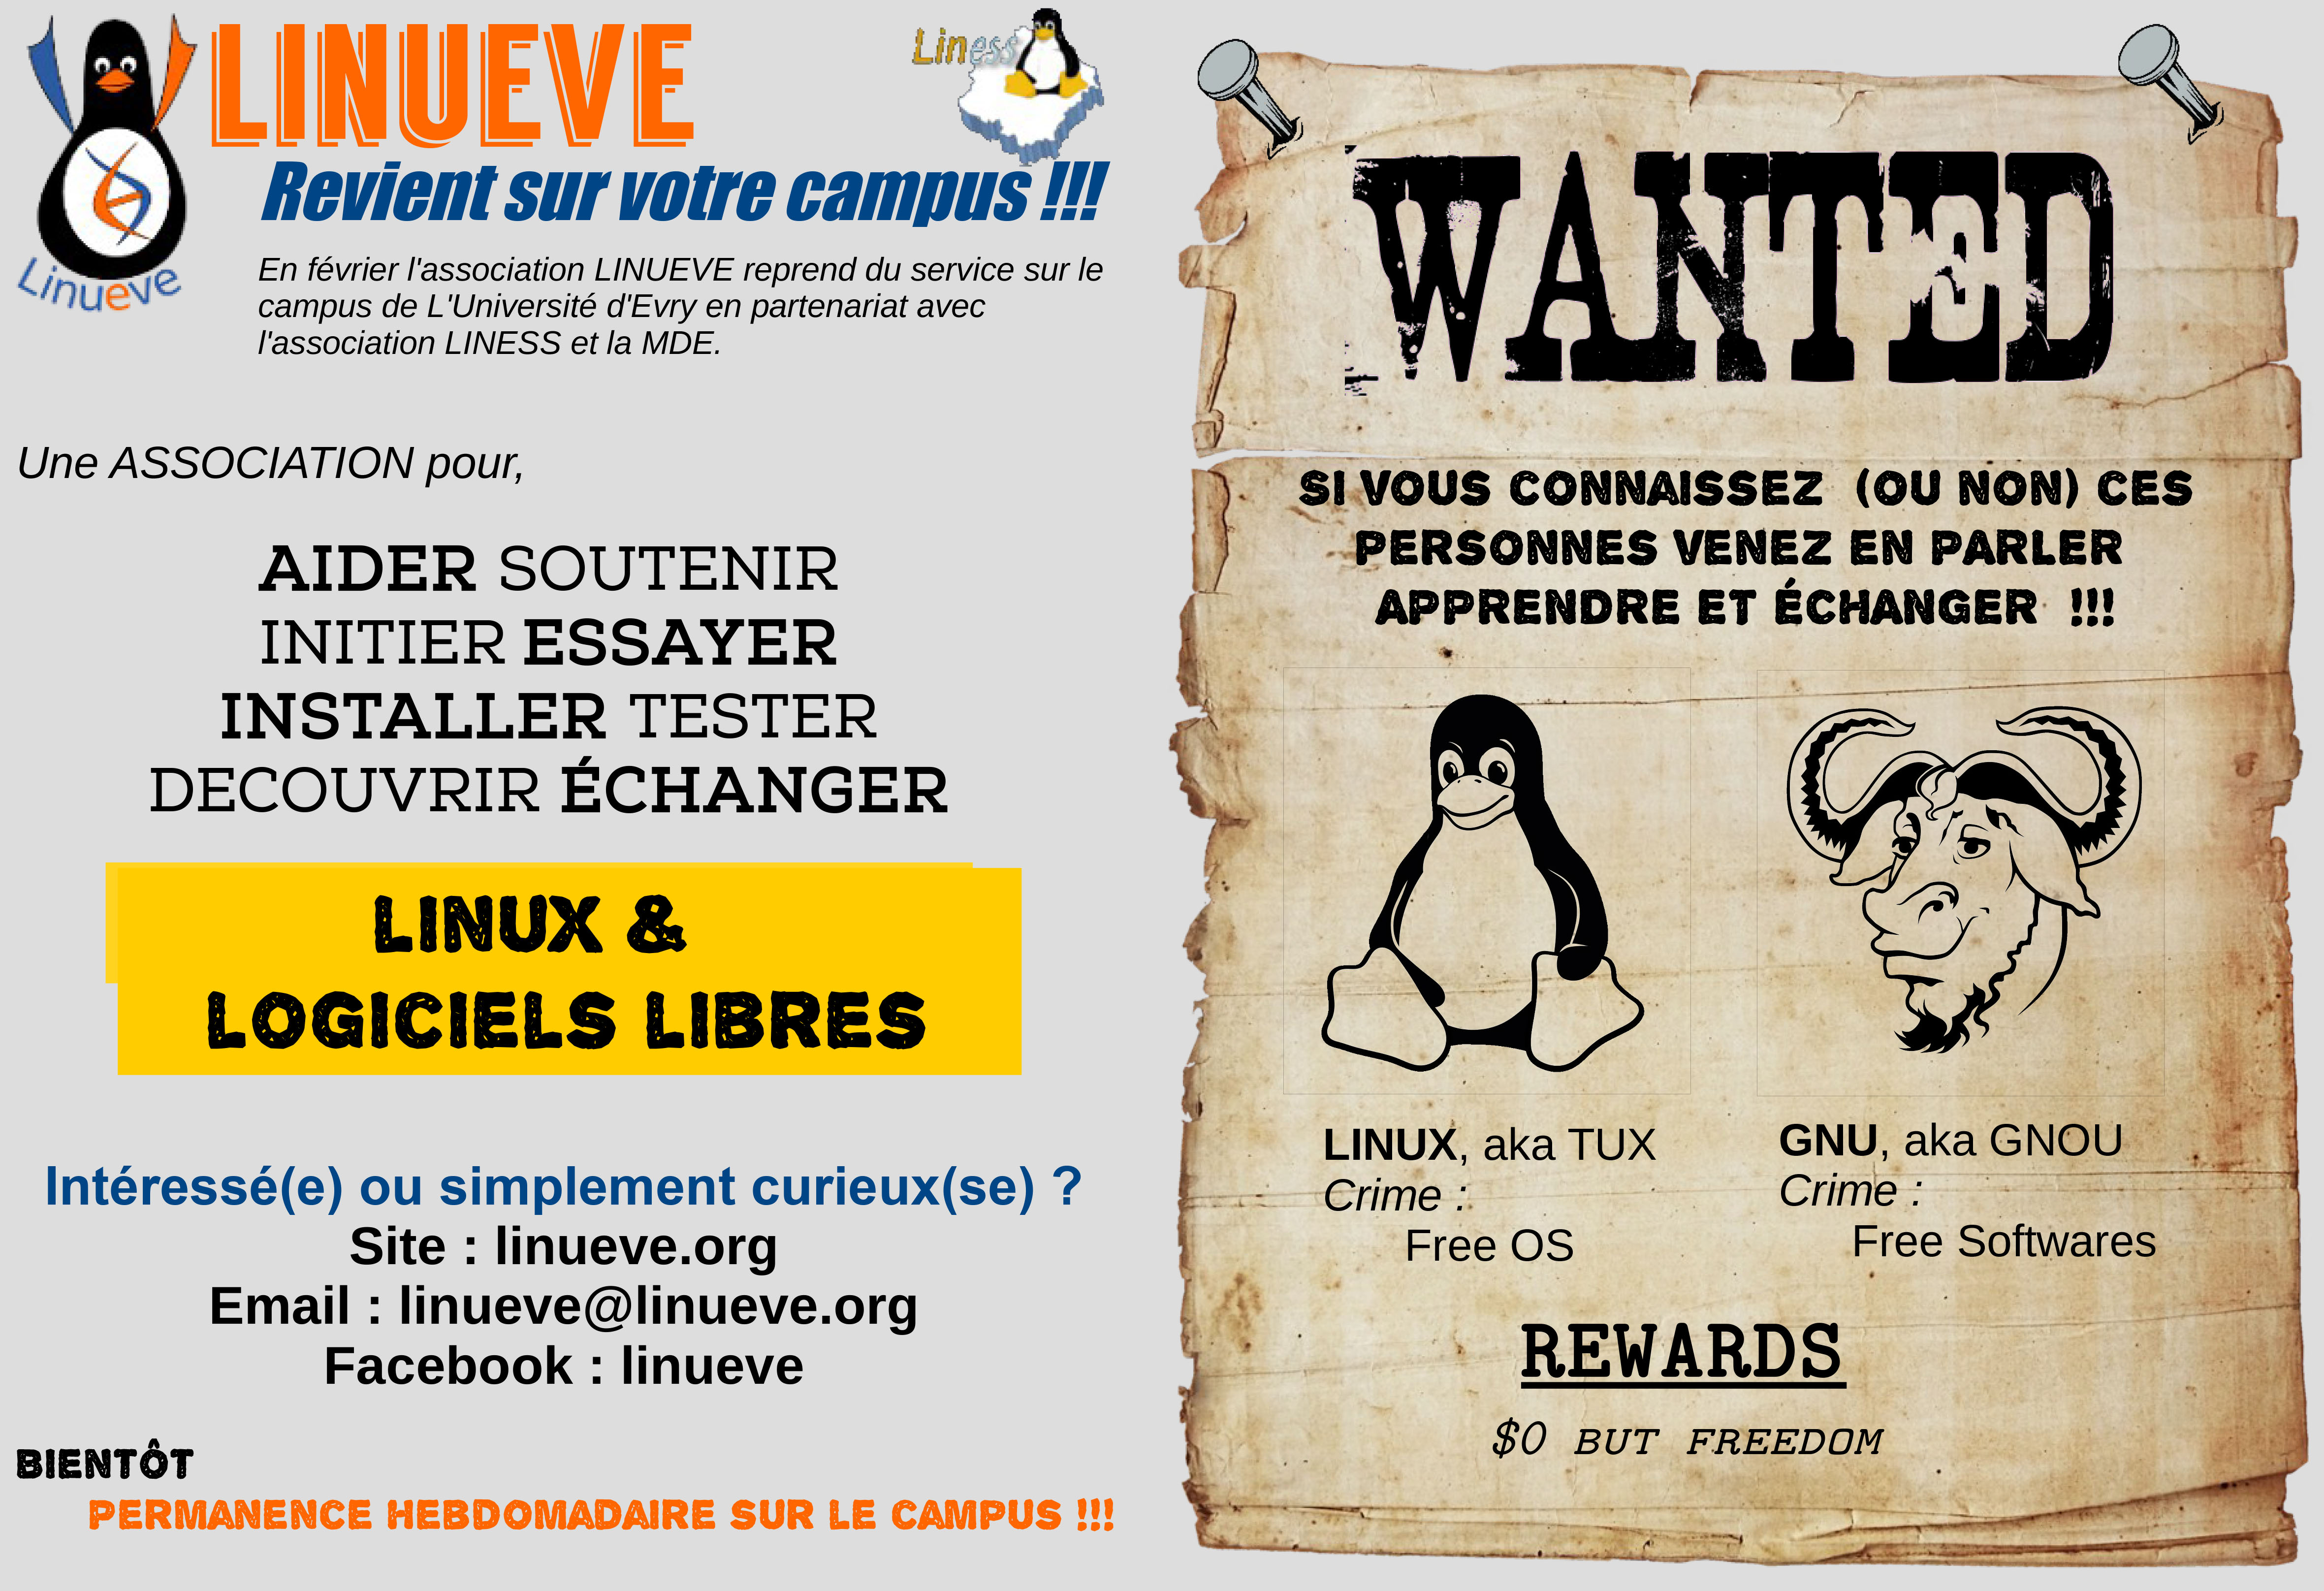 LINUEVE
Liness
Revient sur votre campus !!!
Linueve
En février l'association LINUEVE reprend du service sur le
campus de L'Université d'Evry en partenariat avec
l'association LINESS et la MDE.
Une ASSOCIATION pour,
AIDER SOUTENIR
INITIER ESSAYER
INSTALLER TESTER
DECOUVRIR ÉCHANGER
LINUX &
LOGICIELS LIBRES
Intéressé(e) ou simplement curieux(se) ?
Site : linueve.org
Email : linueve@linueve.org
Facebook : linueve
BIENTÔT
PERMANENCE HEBDOMADAIRE SUR LE CAMPUS !!!
WANTED
SI VOUS CONNAISSEZ (OU NON) CES
PERSONNES VENEZ EN PARLER
APPRENDRE ET ÉCHANGER !!!
LINUX, aka TUX
Crime :
Free OS
GNU, aka GNOU
Crime :
Free Softwares
REWARDS
$0 BUT FREEDOM